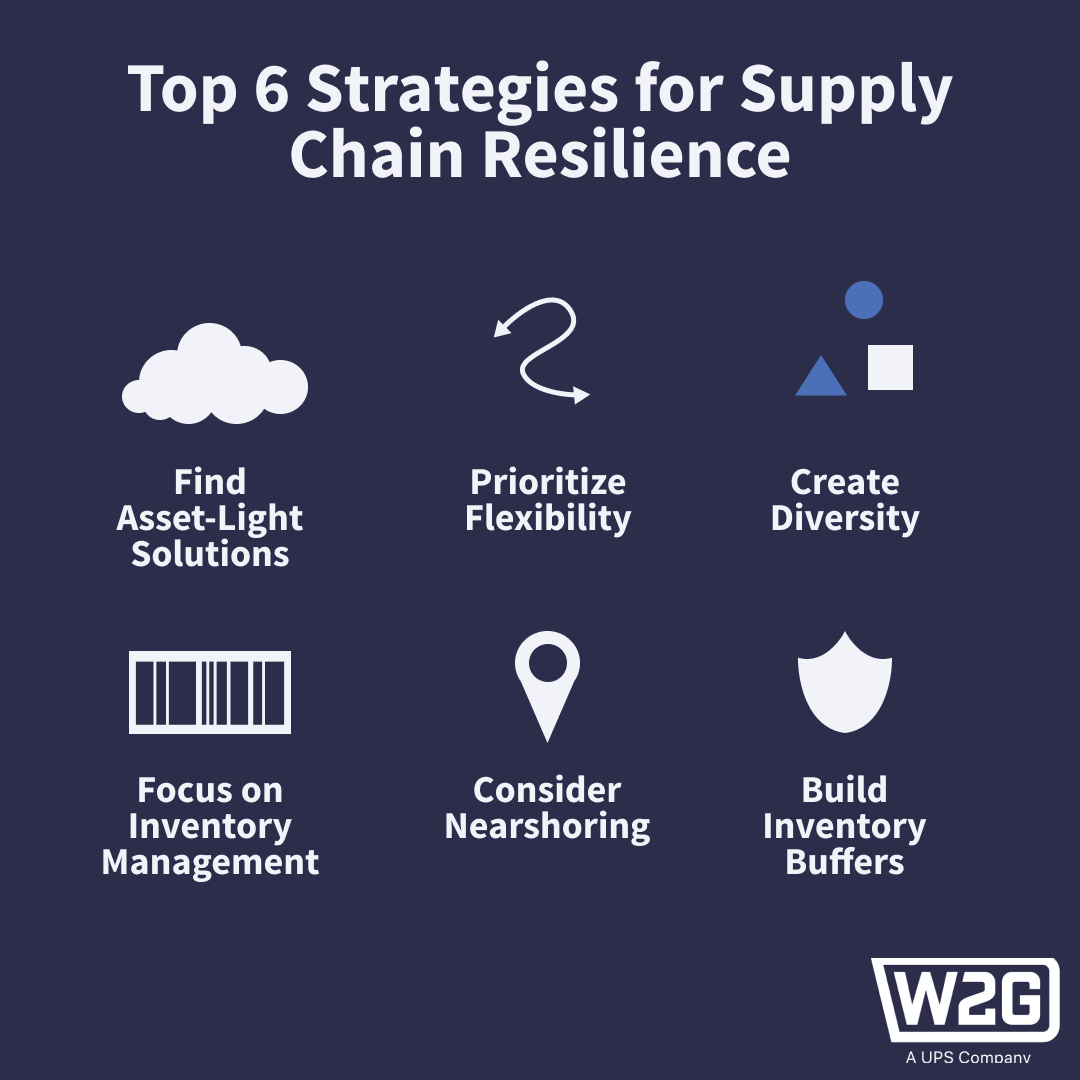 Top 6 Strategies for Supply
Chain Resilience
Find
Asset-Light
Solutions
Prioritize
Flexibility
Create
Diversity
Focus on
Inventory
Management
Consider
Nearshoring
Build
Inventory
Buffers
W2G
A UPS Company